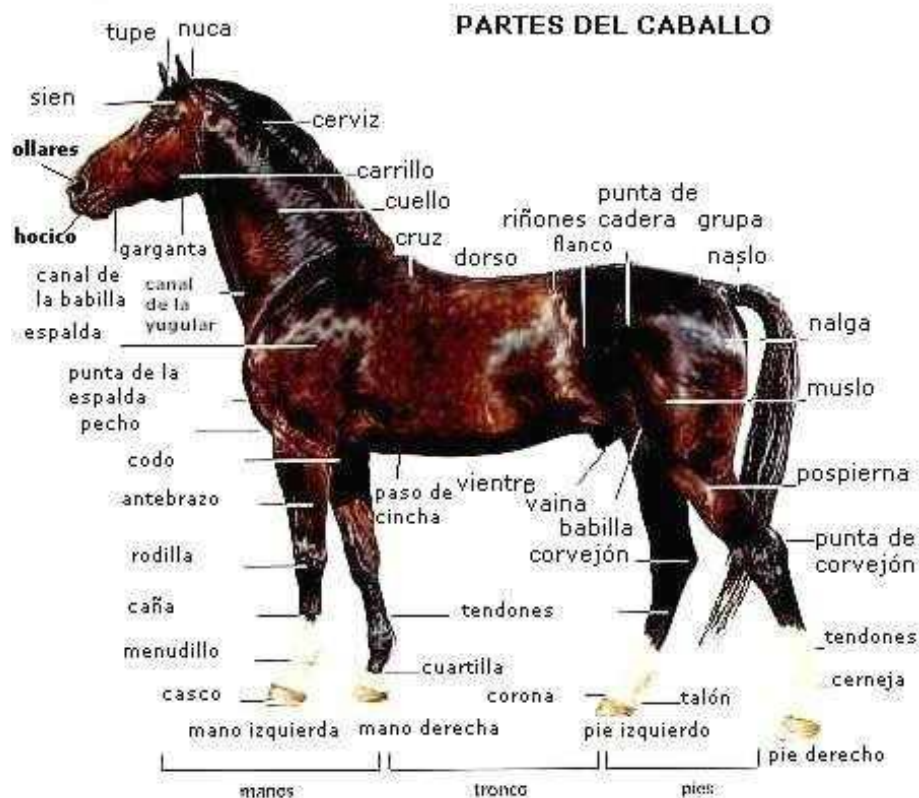 PARTES DEL CABALLO
tupe
nuca
sien
cerviz
ollares
carrillo
cuello
punta de
cadera
riñones
flanco
grupa
hocico
garganta
cruz
dorso
naslo
canal de
la babilla
canal
de la
yugular
espalda
nalga
punta de la
espalda
muslo
pecho
codo
vientre
pospierna
paso de
cincha
vaina
antebrazo
babilla
corvejón
punta de
corvejón
rodilla
caña
tendones
tendones
menudillo
cuartilla
cerneja
casco
corona
talón
mano izquierda
mano derecha
pie izquierdo
pie derecho
manos
tronco
pies